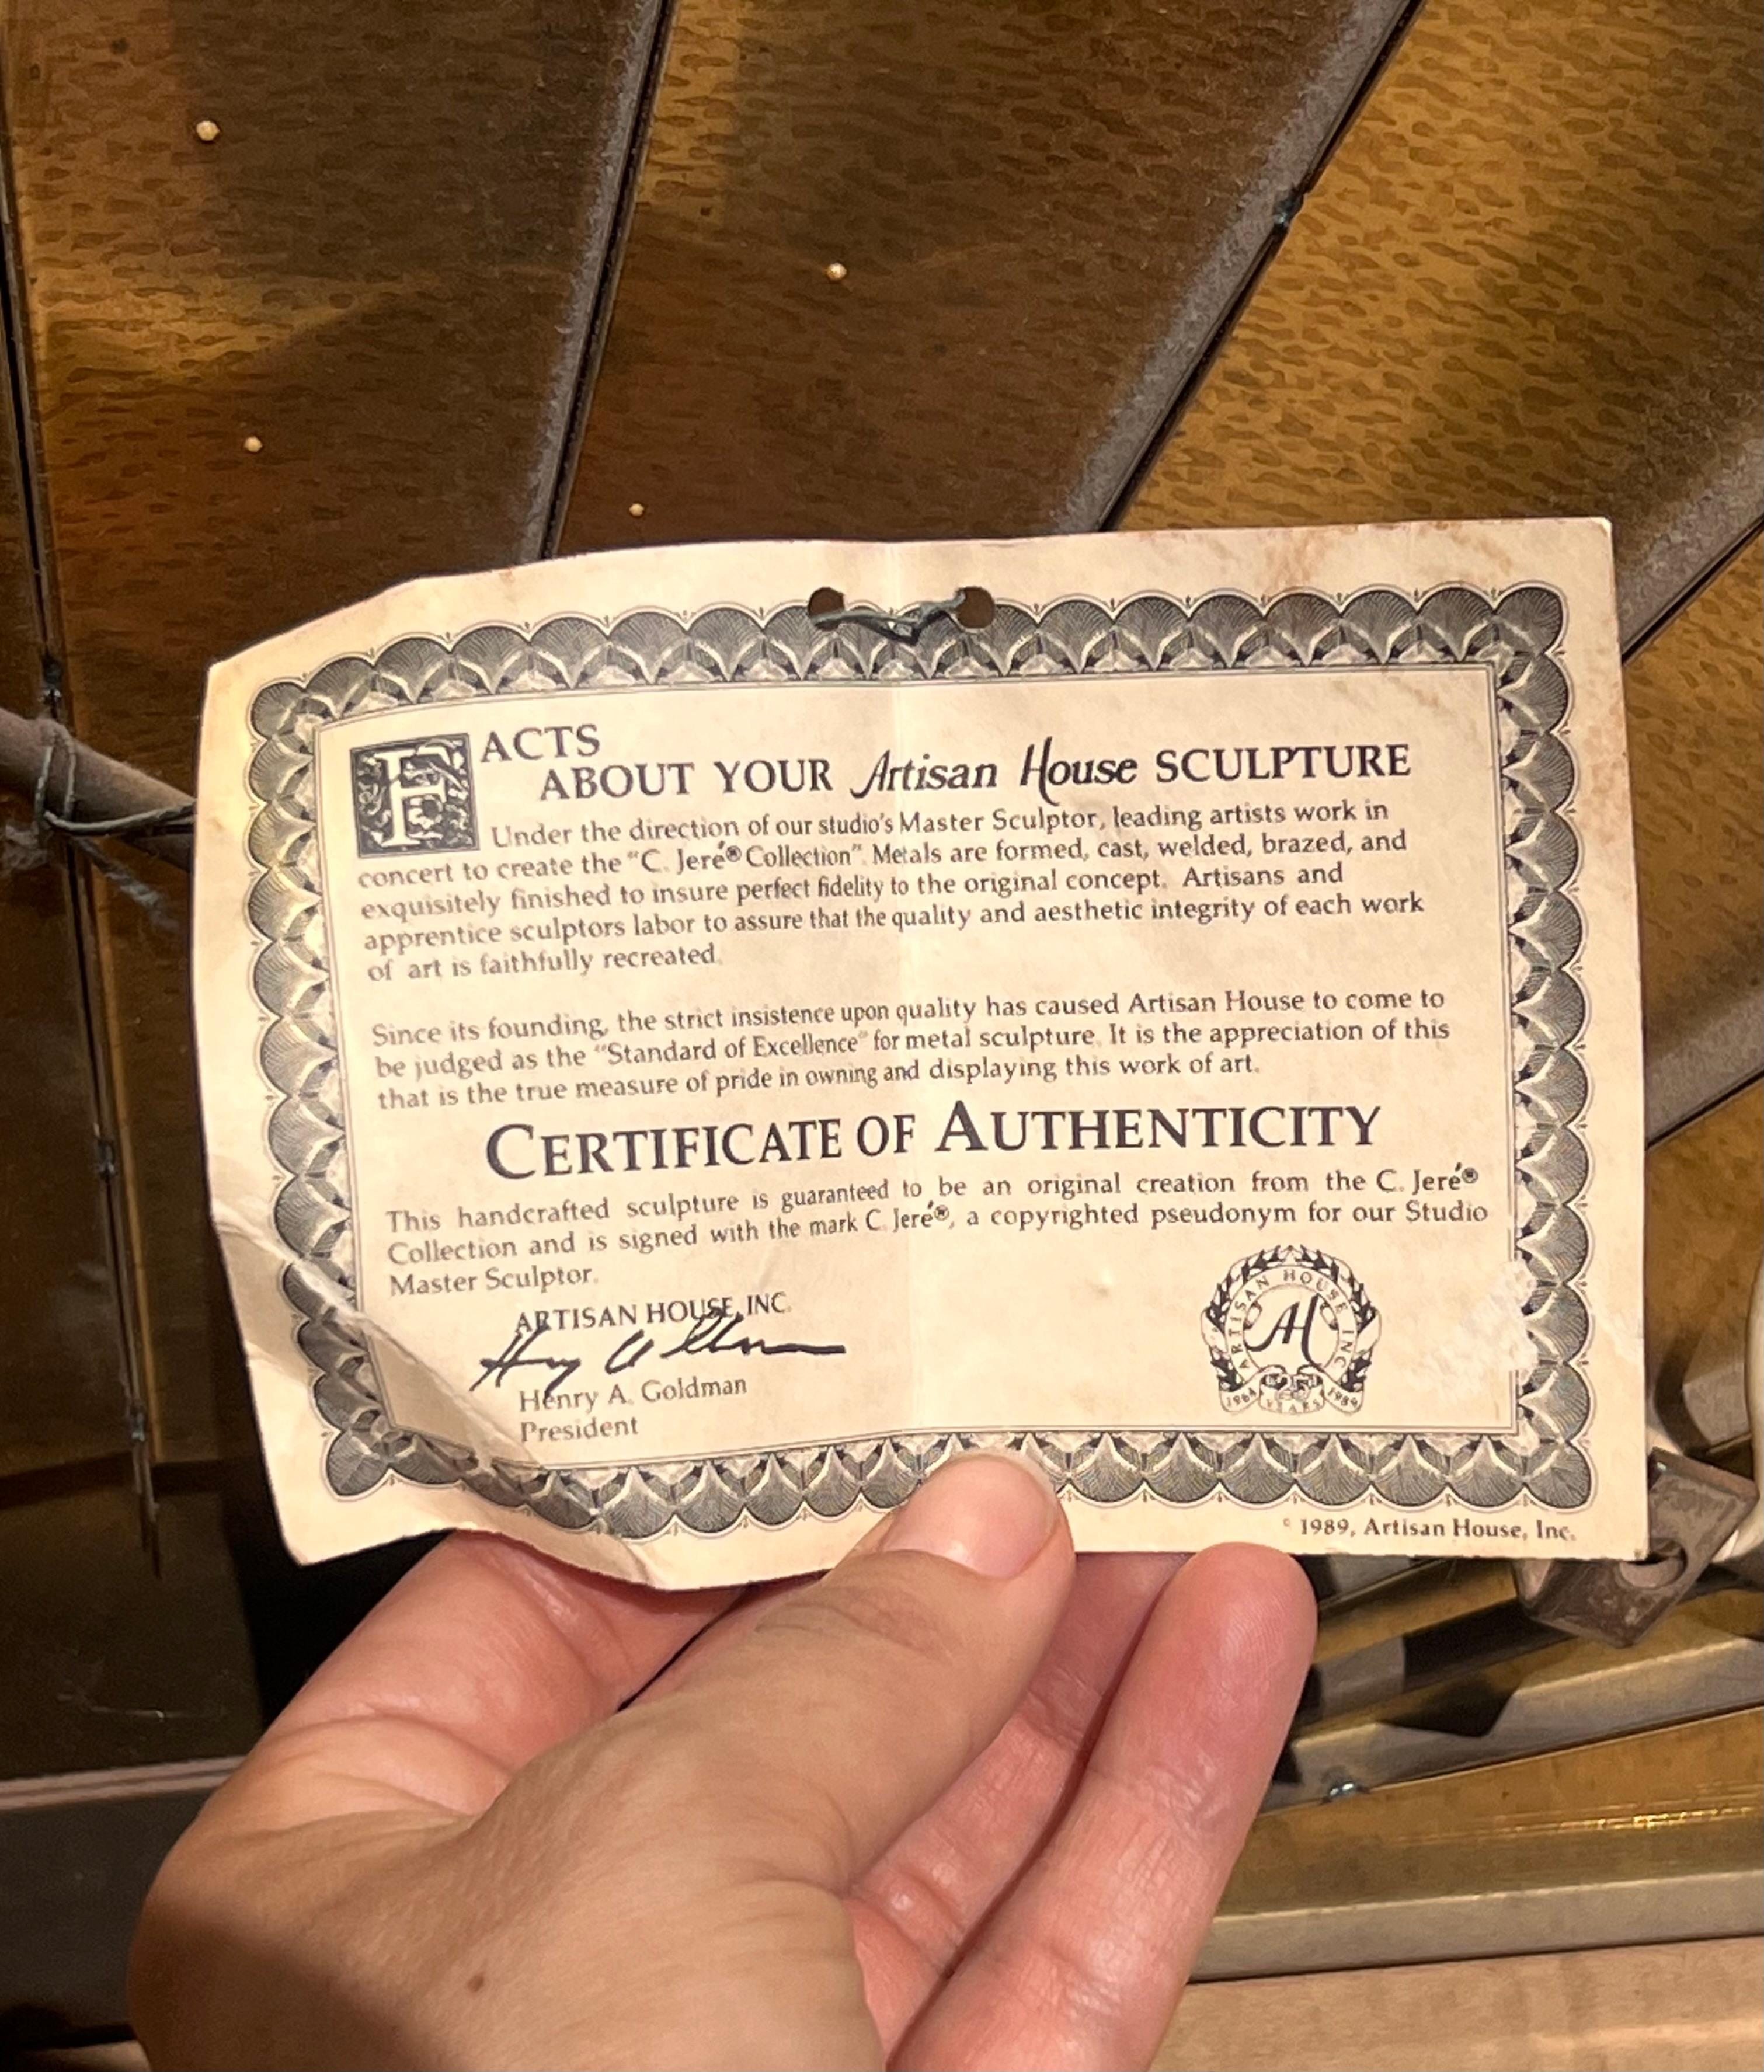 FACTS
ABOUT YOUR Artisan House SCULPTURE
Under the direction of our studio's Master Sculptor, leading artists work in
concert to create the "C. Jeré® Collection". Metals are formed, cast, welded, brazed, and
exquisitely finished to insure perfect fidelity to the original concept. Artisans and
apprentice sculptors labor to assure that the quality and aesthetic integrity of each work
of art is faithfully recreated.
Since its founding, the strict insistence upon quality has caused Artisan House to come to
be judged as the "Standard of Excellence" for metal sculpture. It is the appreciation of this
that is the true measure of pride in owning and displaying this work of art.
CERTIFICATE OF AUTHENTICITY
This handcrafted sculpture is guaranteed to be an original creation from the C. Jeré®
Collection and is signed with the mark C. Jeré®, a copyrighted pseudonym for our Studio
Master Sculptor.
ARTISAN HOUSE, INC.
Henry A. Goldman
President
ARTISAN HOUSE INC
AH
1964 YEARS 1989
© 1989, Artisan House, Inc.